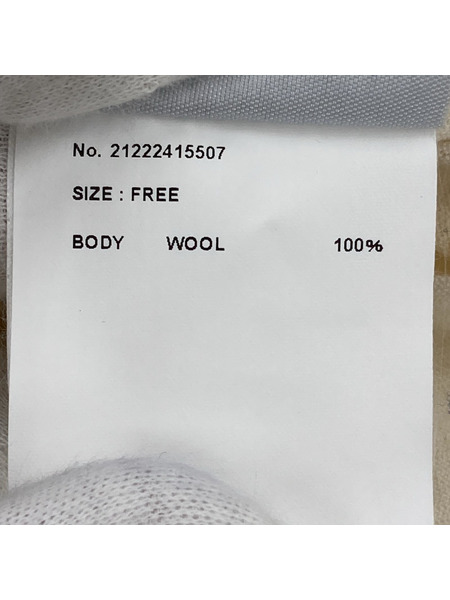 No. 21222415507
SIZE : FREE
BODY WOOL 100%